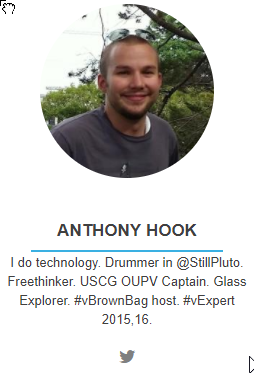 ANTHONY HOOK
I do technology. Drummer in @StillPluto.
Freethinker. USCG OUPV Captain. Glass
Explorer. #vBrownBag host. #vExpert
2015,16.